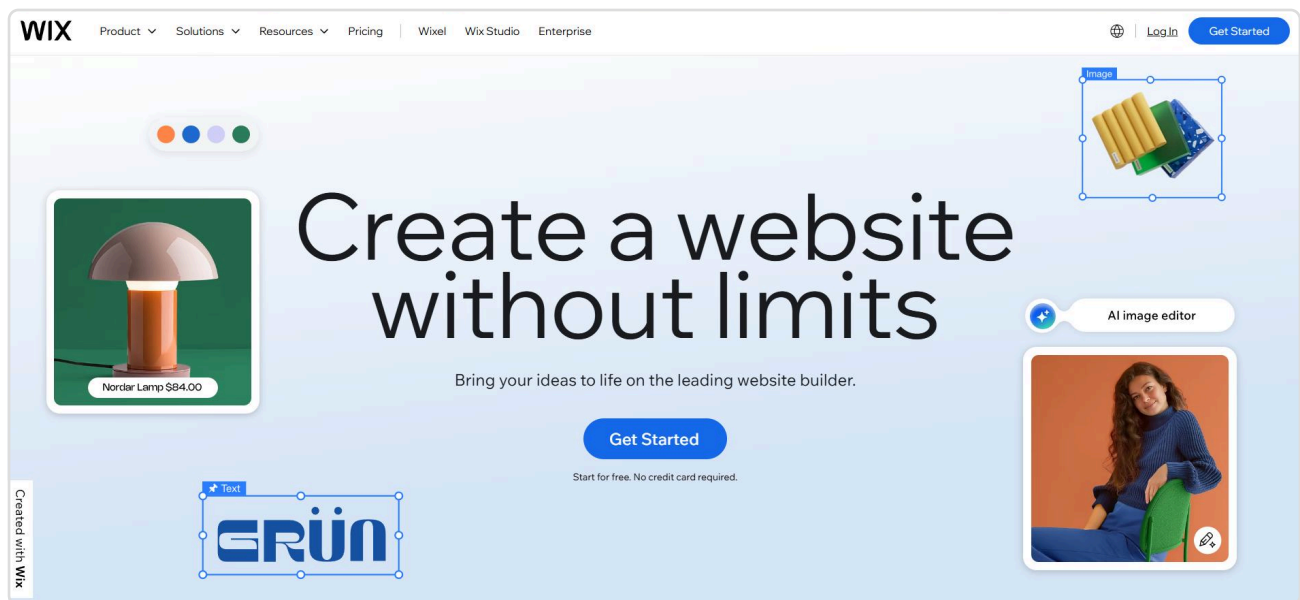 WIX
Product
Solutions
Resources
Pricing
Wixel
Wix Studio
Enterprise
Log In
Get Started
Image
Create a website
without limits
Nordar Lamp $84.00
AI image editor
Bring your ideas to life on the leading website builder.
Get Started
Start for free. No credit card required.
Text
GRÜN
Created with Wix